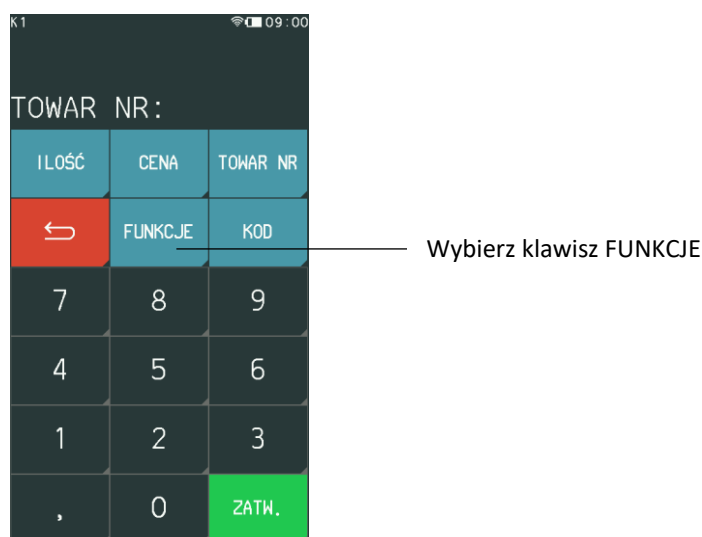 K1 09:00
TOWAR NR:
ILOŚĆ CENA TOWAR NR
FUNKCJE KOD
Wybierz klawisz FUNKCJE
7 8 9
4 5 6
1 2 3
, 0 ZATW.